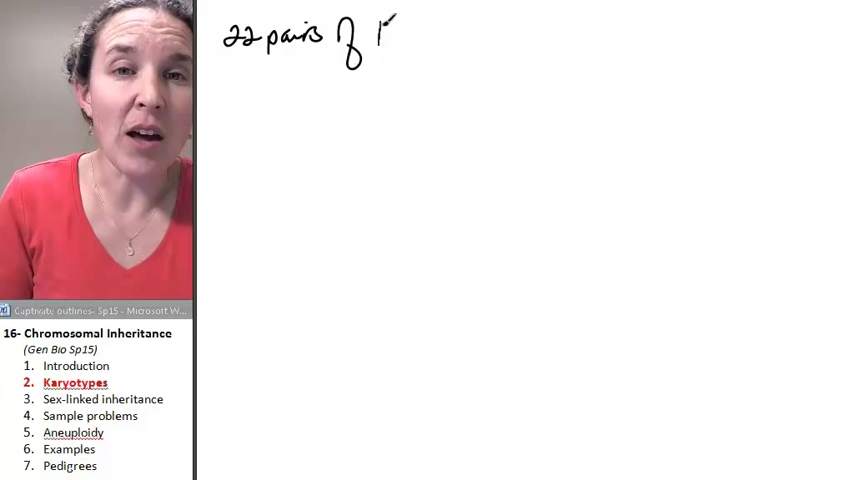 22 pairs of
Captivate outlines- Sp15 - Microsoft W...
16- Chromosomal Inheritance
(Gen Bio Sp15)
1. Introduction
2. Karyotypes
3. Sex-linked inheritance
4. Sample problems
5. Aneuploidy
6. Examples
7. Pedigrees